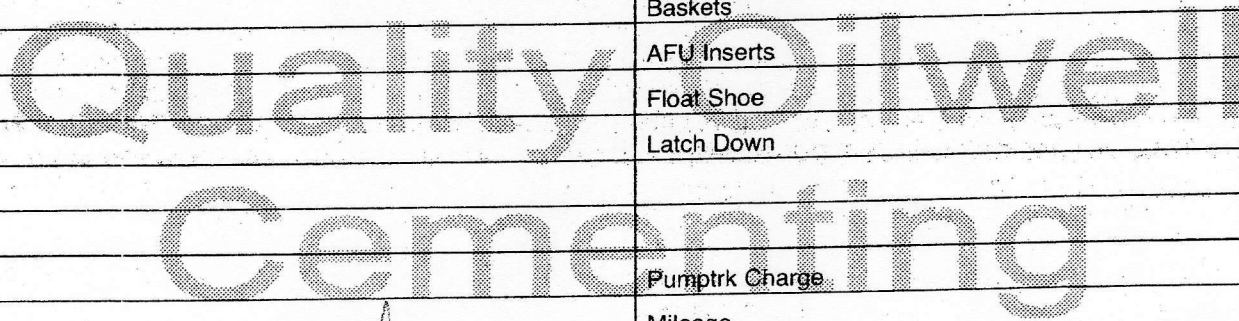 Baskets
AFU Inserts
Float Shoe
Latch Down
Pumptrk Charge
Mileage
Quality Oilwell
Cementing